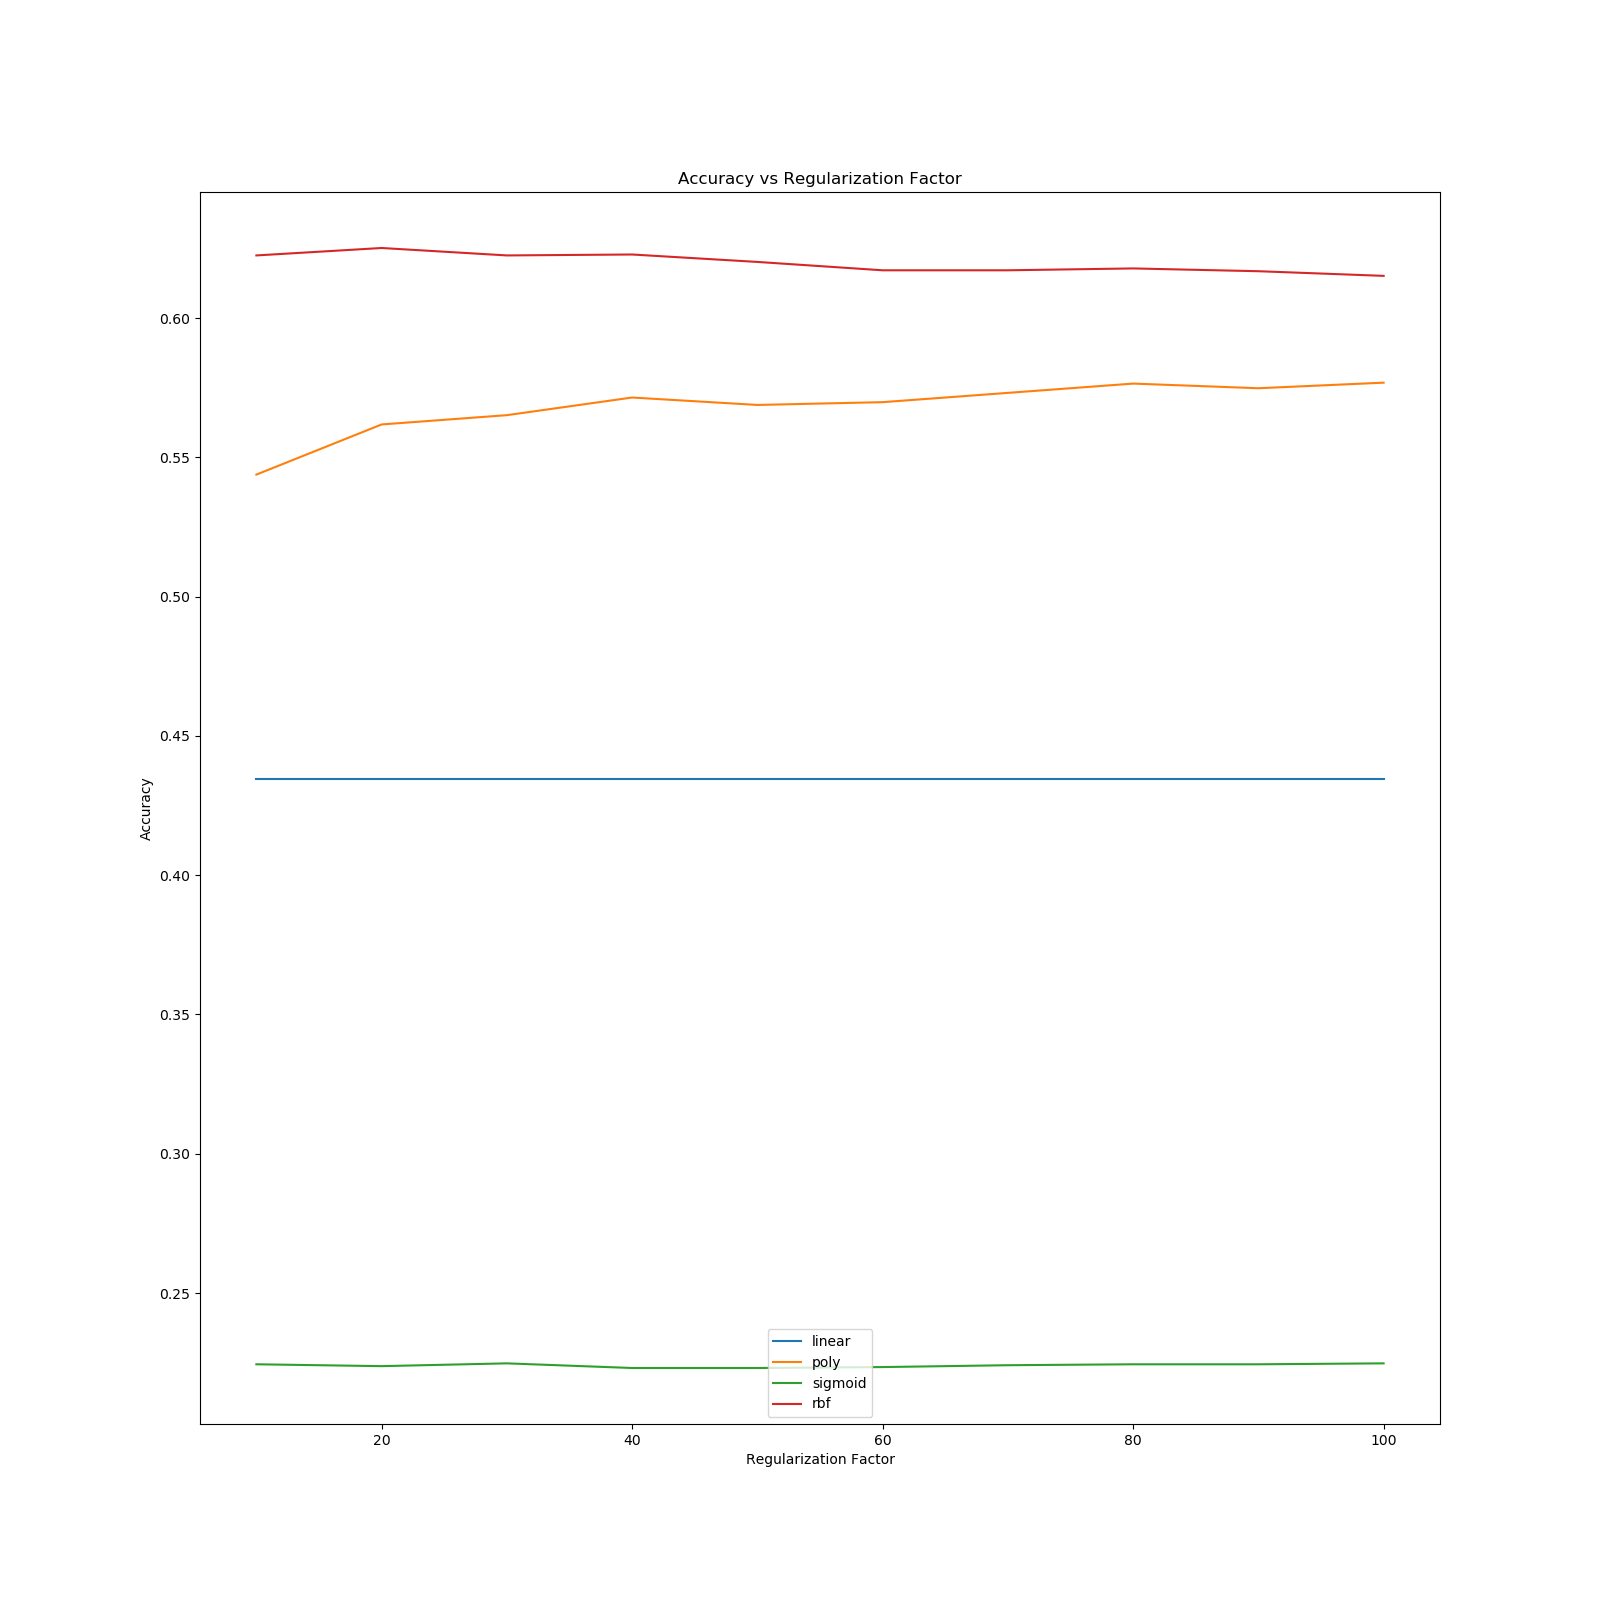 Accuracy vs Regularization Factor
0.60
0.55
0.50
0.45
0.40
0.35
0.30
0.25
Accuracy
linear
poly
sigmoid
rbf
20 40 60 80 100
Regularization Factor